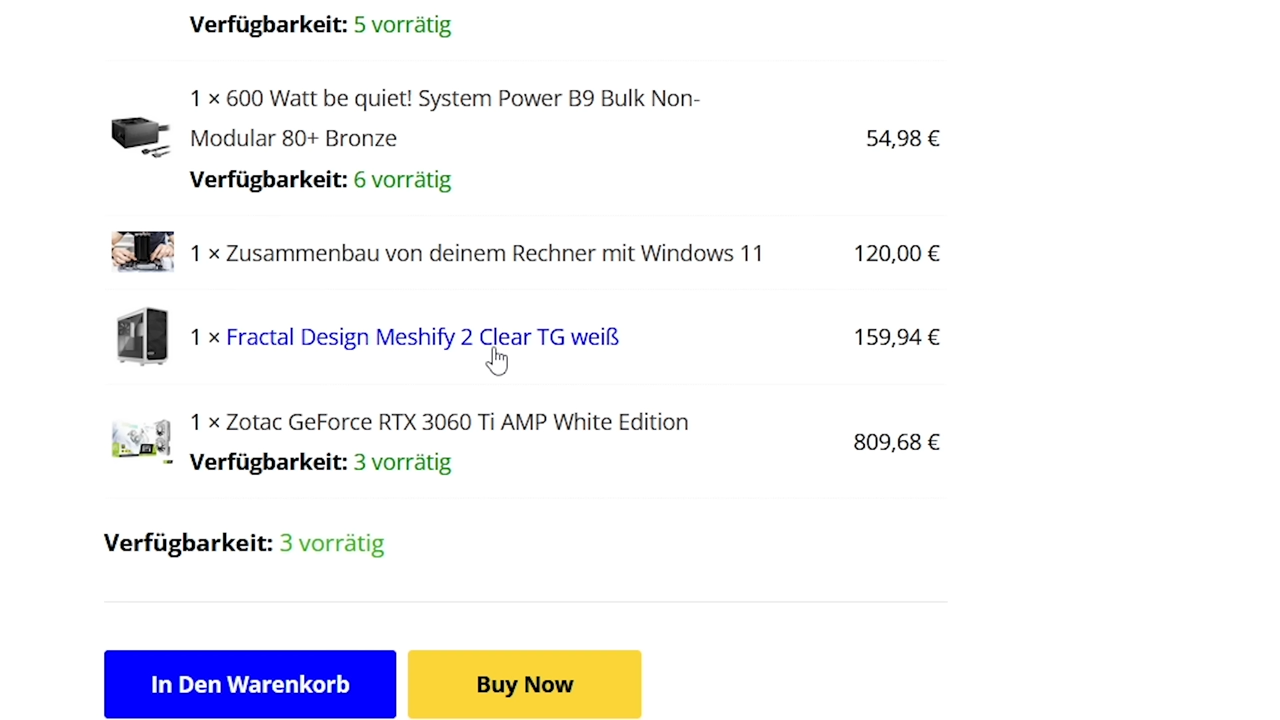 Verfügbarkeit: 5 vorrätig
1 × 600 Watt be quiet! System Power B9 Bulk Non-
Modular 80+ Bronze
54,98 €
Verfügbarkeit: 6 vorrätig
1 × Zusammenbau von deinem Rechner mit Windows 11
120,00 €
1 × Fractal Design Meshify 2 Clear TG weiß
159,94 €
1 × Zotac GeForce RTX 3060 Ti AMP White Edition
809,68 €
Verfügbarkeit: 3 vorrätig
Verfügbarkeit: 3 vorrätig
In Den Warenkorb
Buy Now